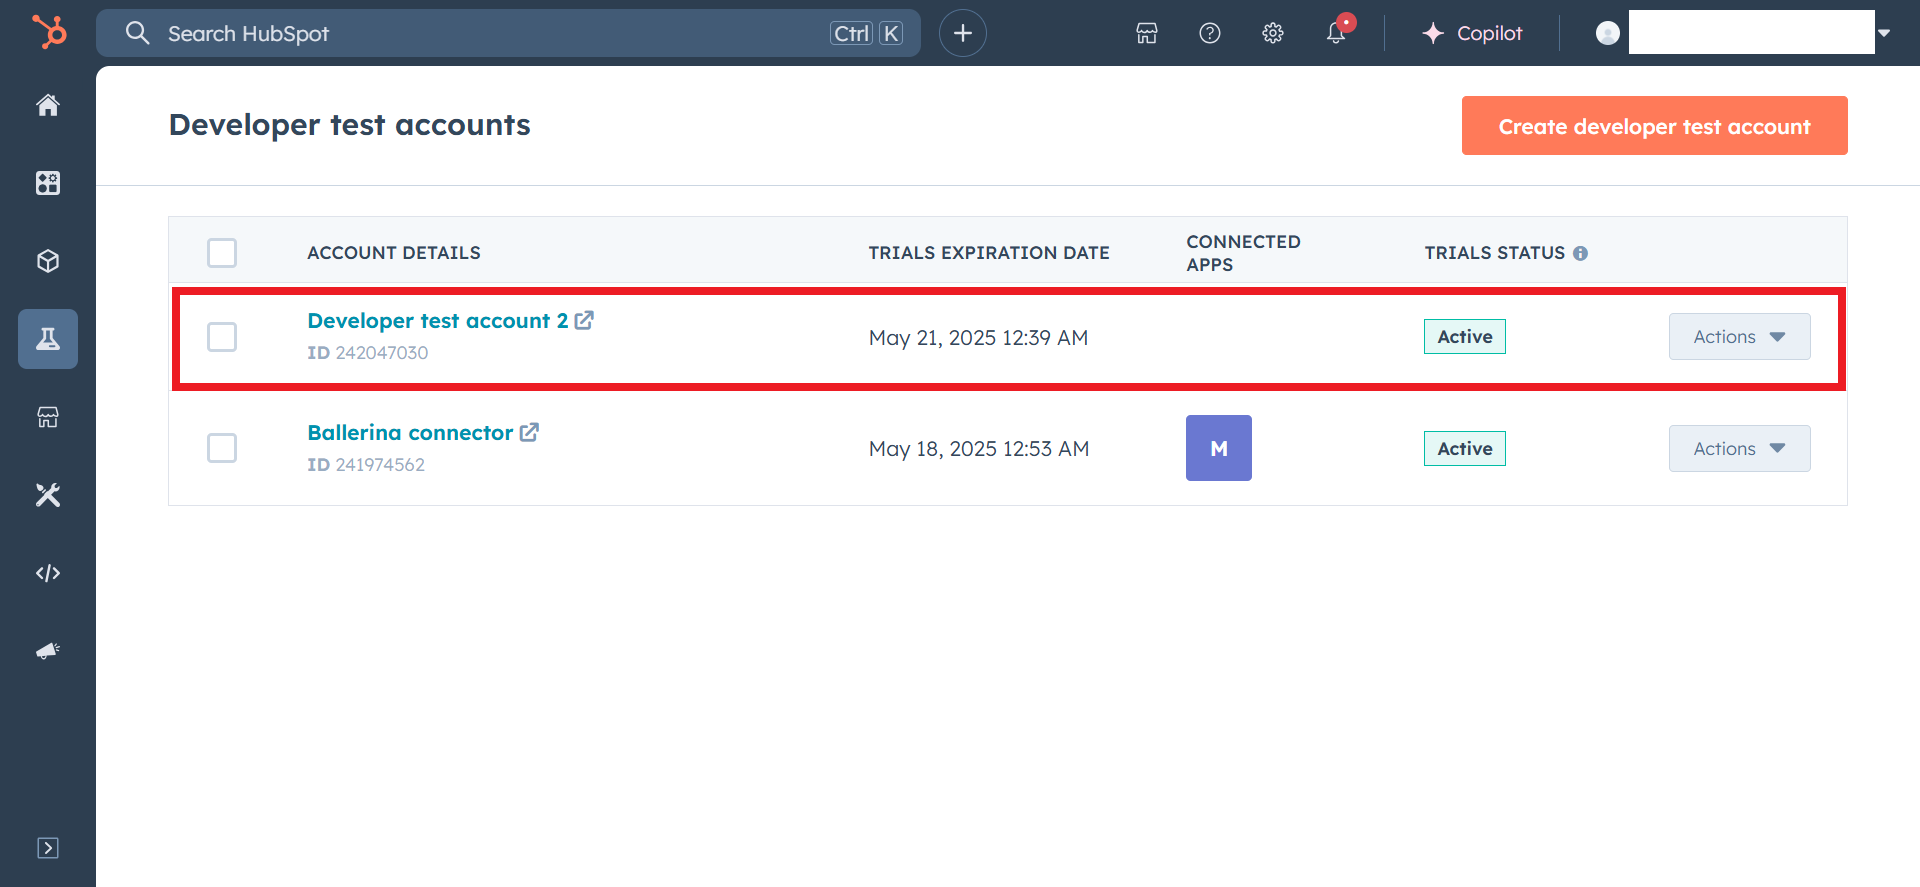 Search HubSpot Ctrl K Copilot
Developer test accounts
Create developer test account
ACCOUNT DETAILS TRIALS EXPIRATION DATE CONNECTED APPS TRIALS STATUS
Developer test account 2
ID 242047030
May 21, 2025 12:39 AM Active Actions
Ballerina connector
ID 241974562
May 18, 2025 12:53 AM M Active Actions